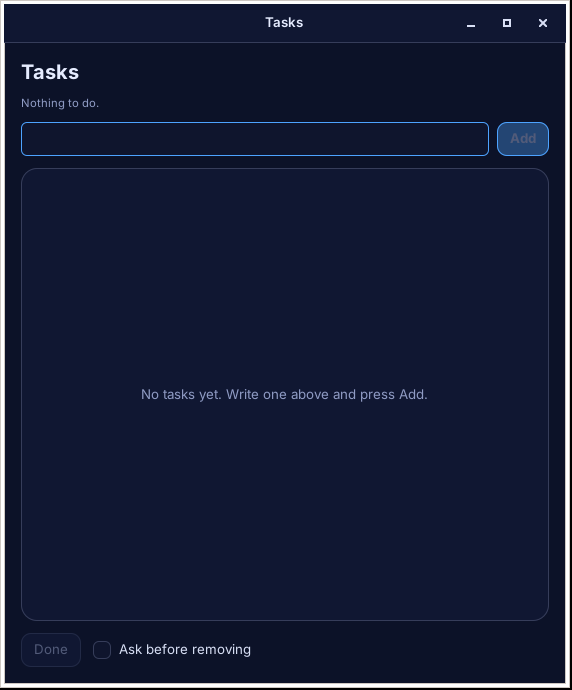 Tasks
Tasks
Nothing to do.
Add
No tasks yet. Write one above and press Add.
Done
Ask before removing